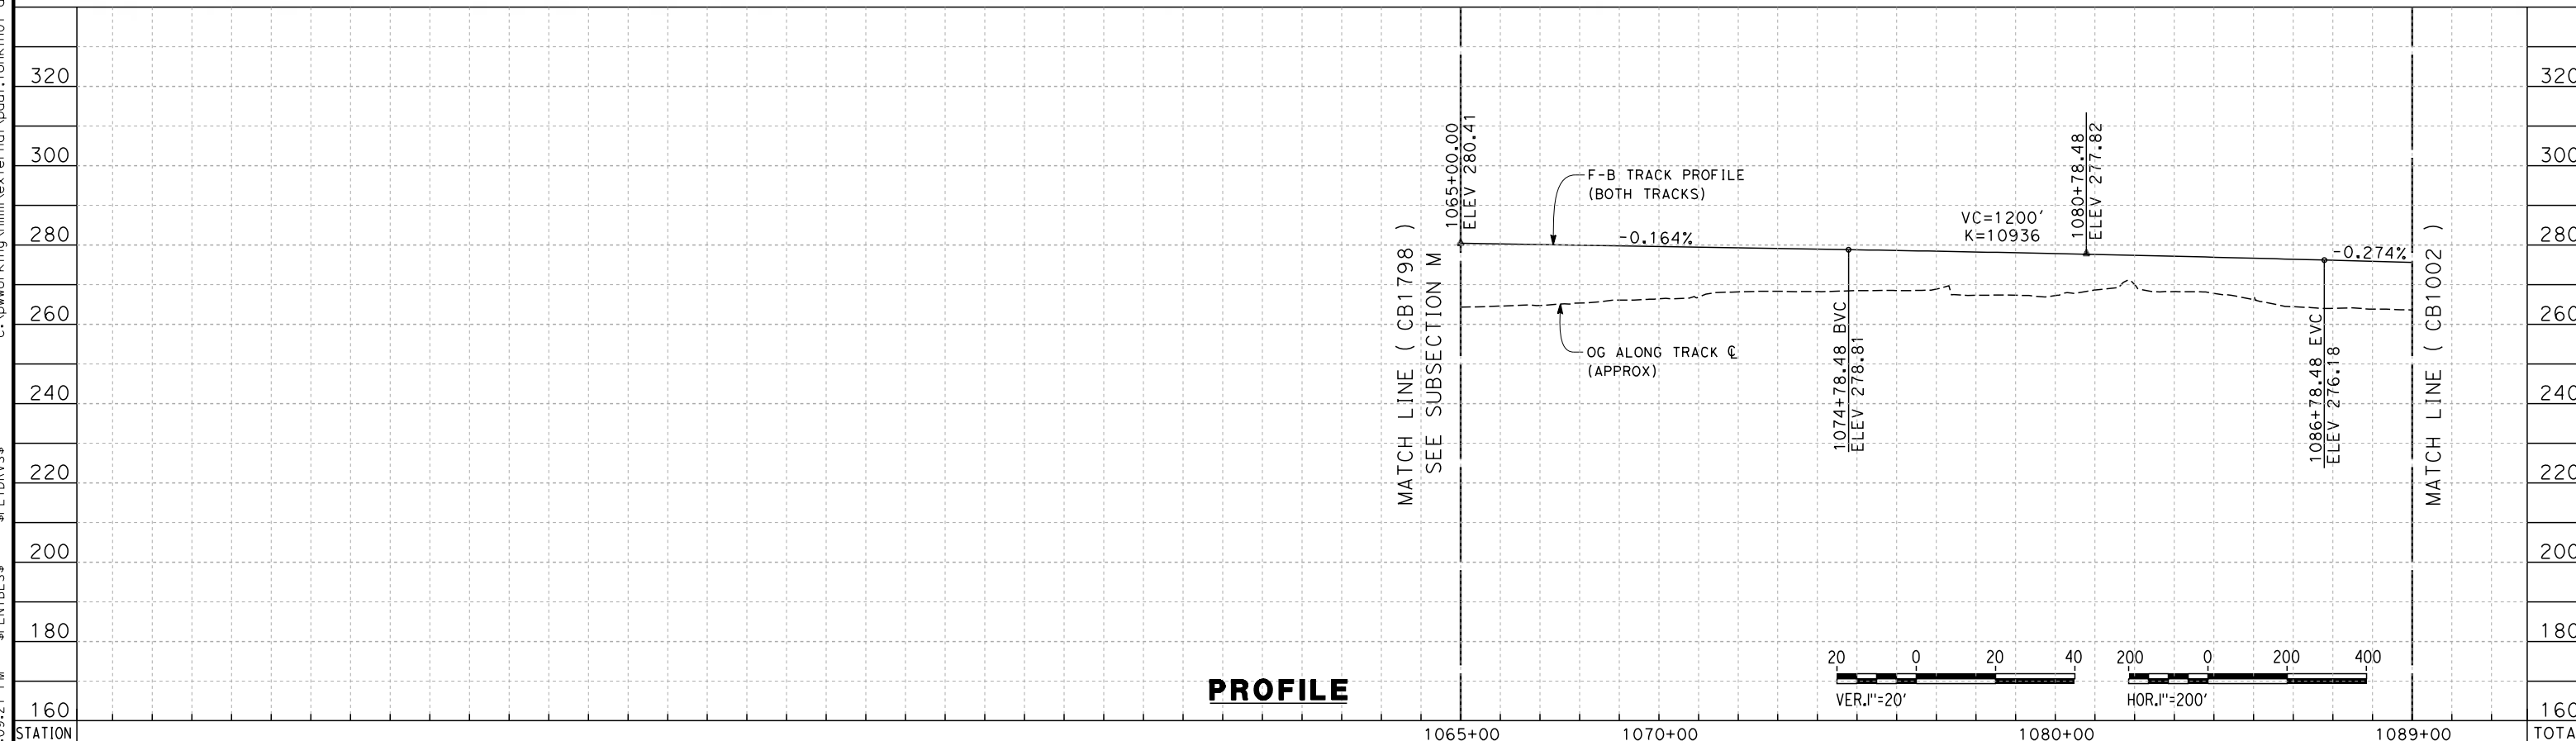 320
300
280
260
240
220
200
180
160
STATION
MATCH LINE ( CB1798 )
SEE SUBSECTION M
1065+00.00
ELEV 280.41
F-B TRACK PROFILE
(BOTH TRACKS)
-0.164%
OG ALONG TRACK ℄
(APPROX)
1074+78.48 BVC
ELEV 278.81
VC=1200'
K=10936
1080+78.48
ELEV 277.82
1086+78.48 EVC
ELEV 276.18
-0.274%
MATCH LINE ( CB1002 )
PROFILE
20 0 20 40
VER.1"=20'
200 0 200 400
HOR.1"=200'
1065+00 1070+00 1080+00 1089+00
320
300
280
260
240
220
200
180
160